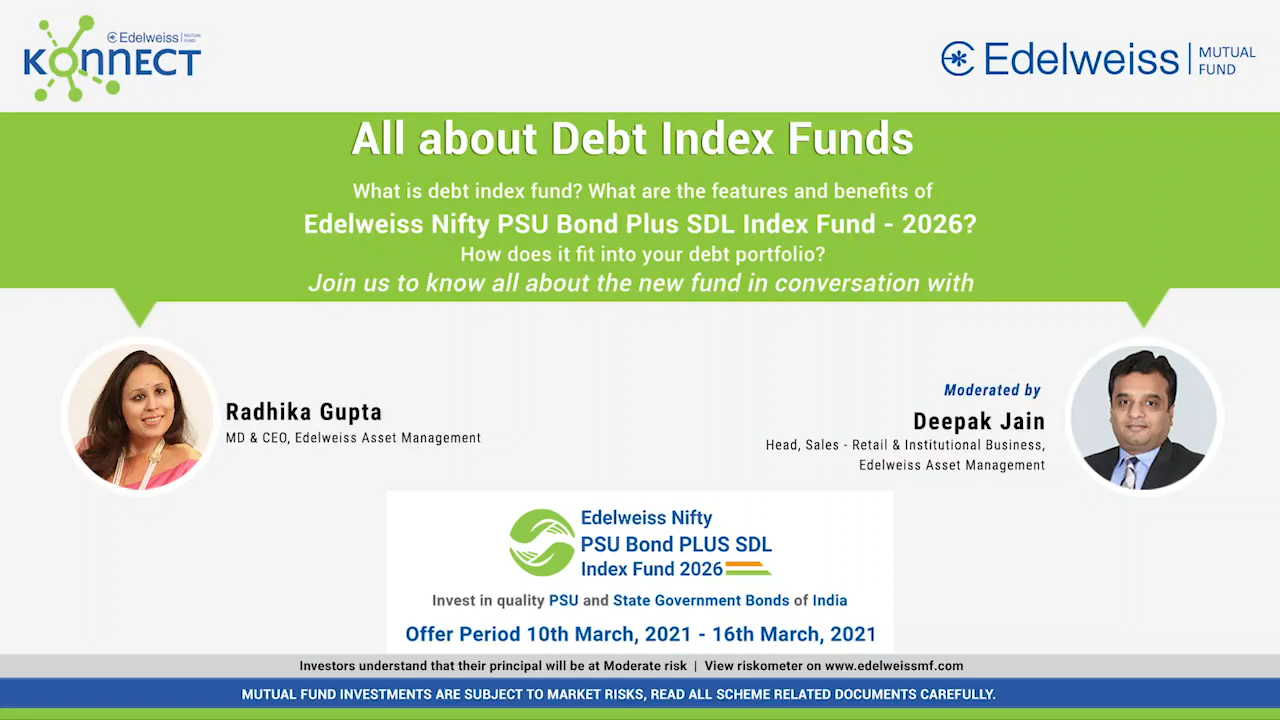 Edelweiss | MUTUAL FUND
KONNECT
Edelweiss | MUTUAL FUND
All about Debt Index Funds
What is debt index fund? What are the features and benefits of
Edelweiss Nifty PSU Bond Plus SDL Index Fund - 2026?
How does it fit into your debt portfolio?
Join us to know all about the new fund in conversation with
Radhika Gupta
MD & CEO, Edelweiss Asset Management
Moderated by
Deepak Jain
Head, Sales - Retail & Institutional Business,
Edelweiss Asset Management
Edelweiss Nifty
PSU Bond PLUS SDL
Index Fund 2026
Invest in quality PSU and State Government Bonds of India
Offer Period 10th March, 2021 - 16th March, 2021
Investors understand that their principal will be at Moderate risk | View riskometer on www.edelweissmf.com
MUTUAL FUND INVESTMENTS ARE SUBJECT TO MARKET RISKS, READ ALL SCHEME RELATED DOCUMENTS CAREFULLY.